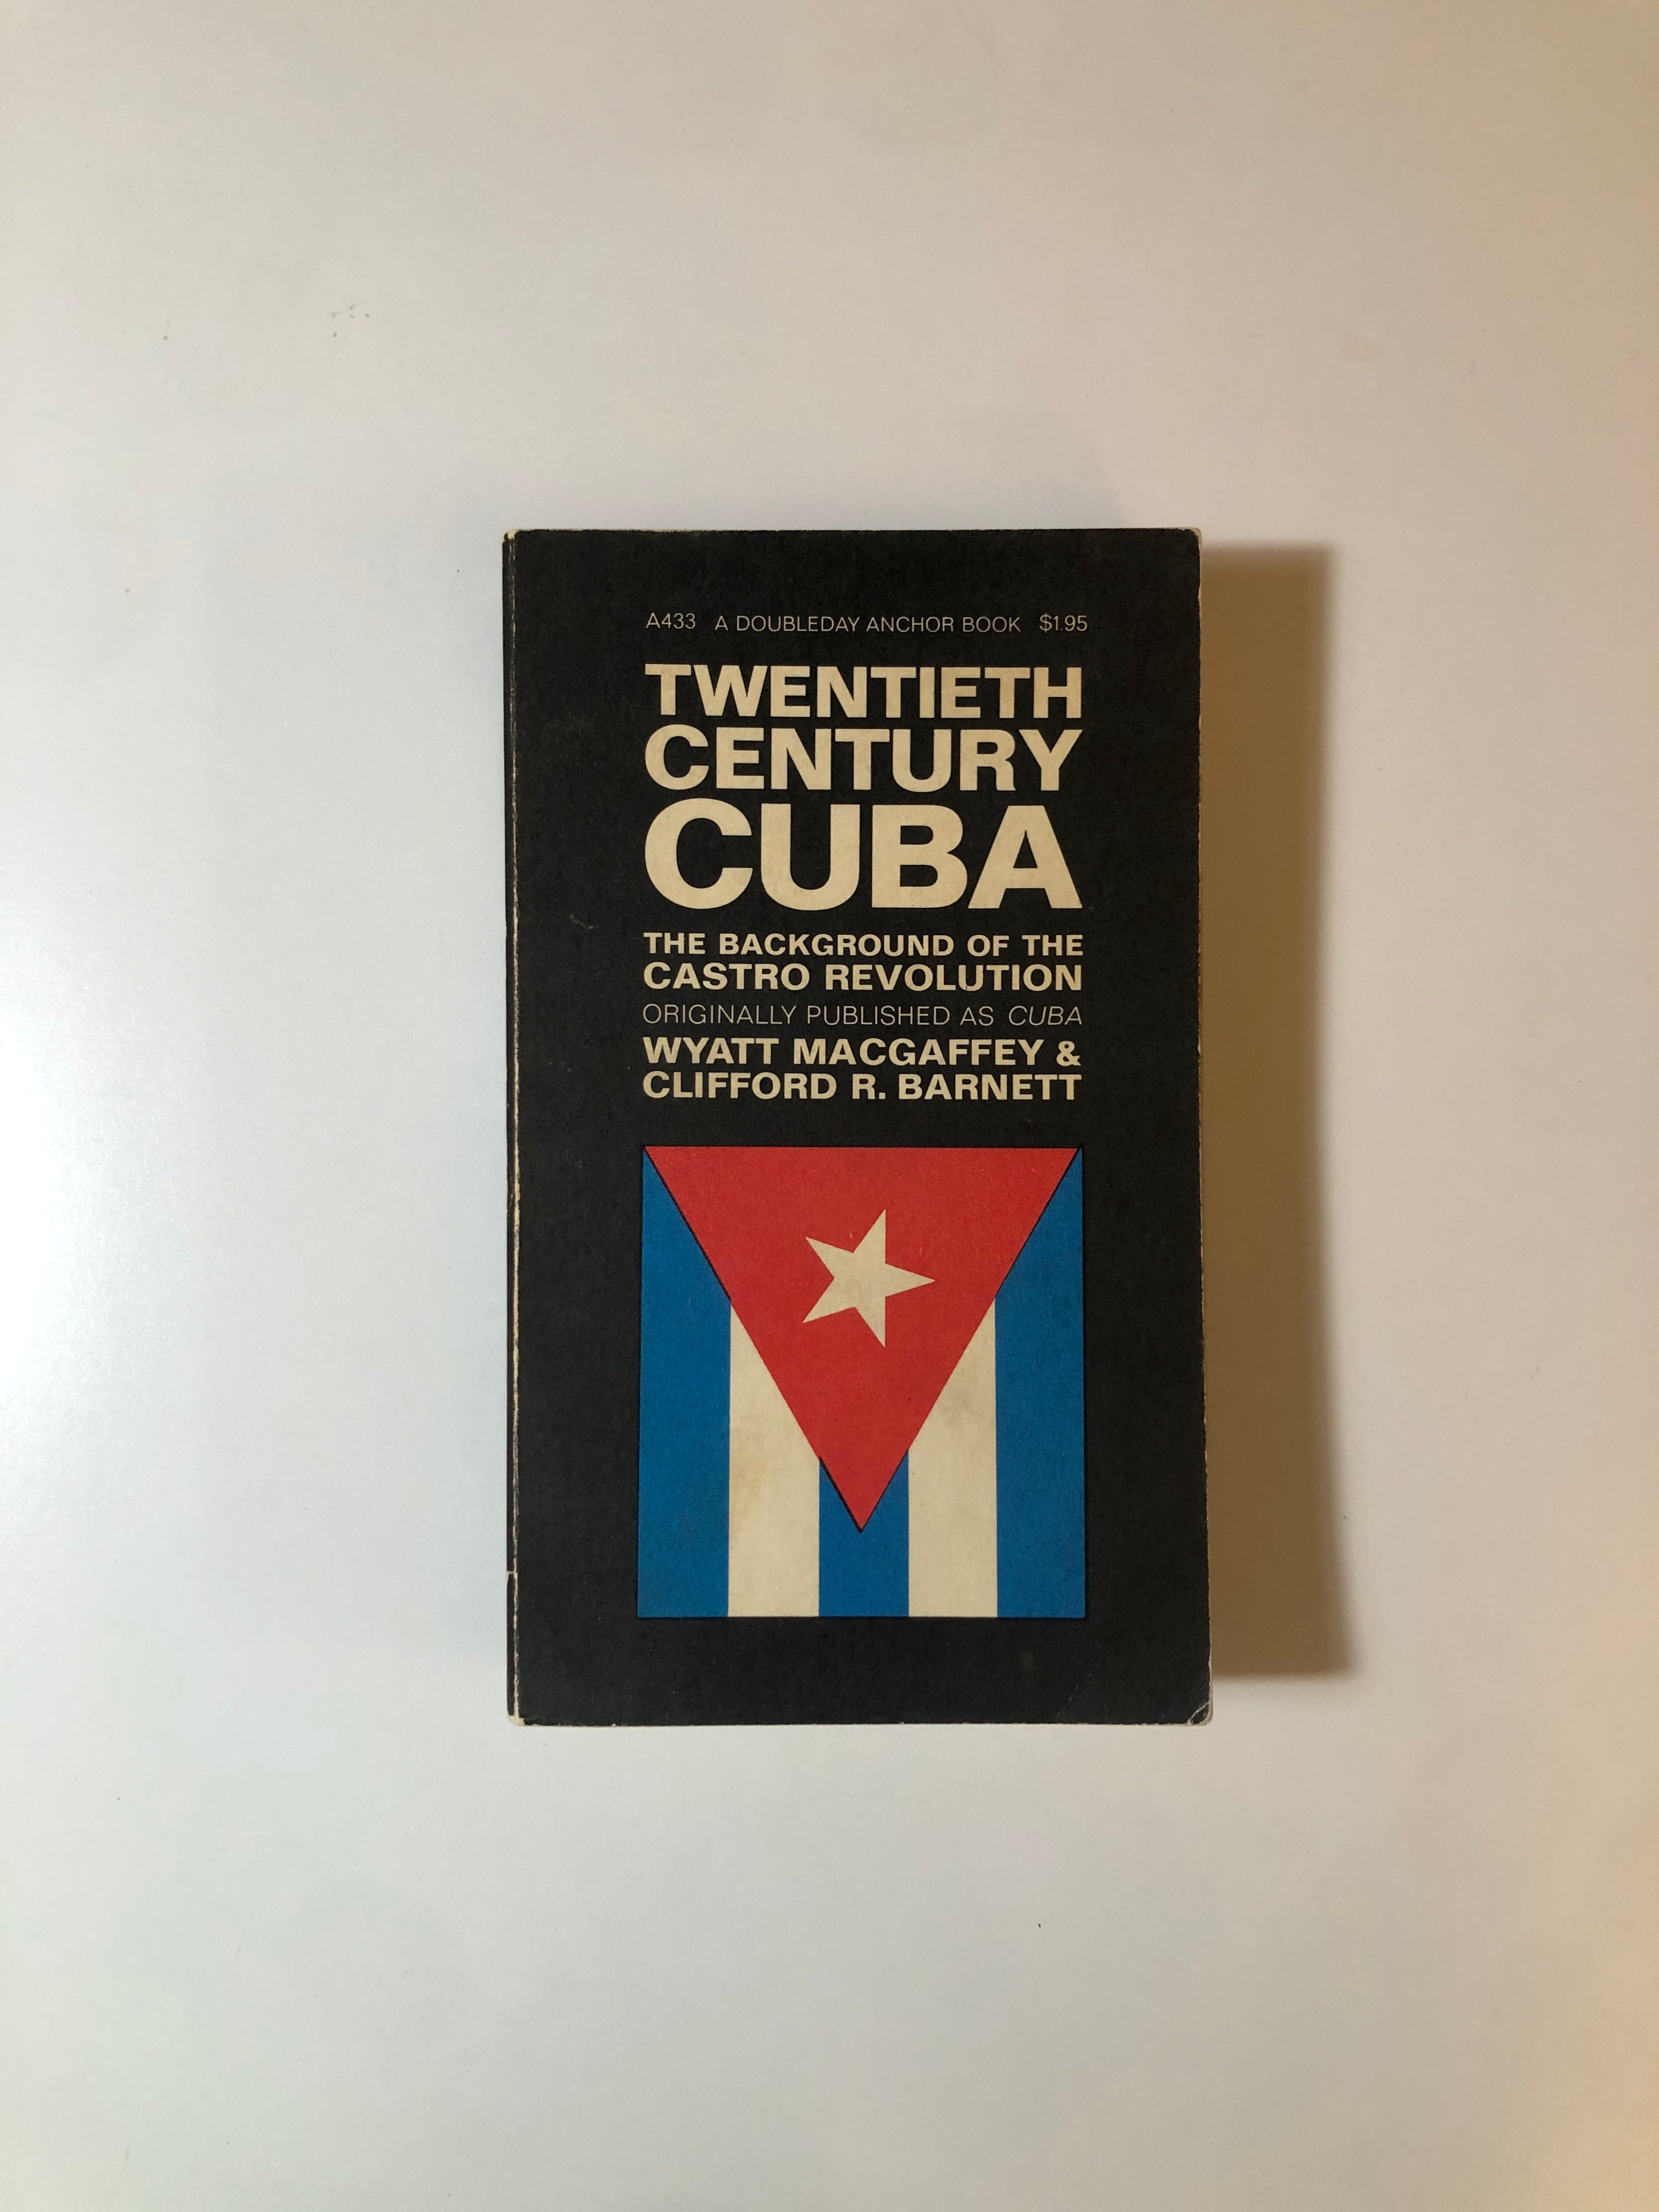 A433 A DOUBLEDAY ANCHOR BOOK $1.95
TWENTIETH
CENTURY
CUBA
THE BACKGROUND OF THE
CASTRO REVOLUTION
ORIGINALLY PUBLISHED AS CUBA
WYATT MACGAFFEY &
CLIFFORD R. BARNETT